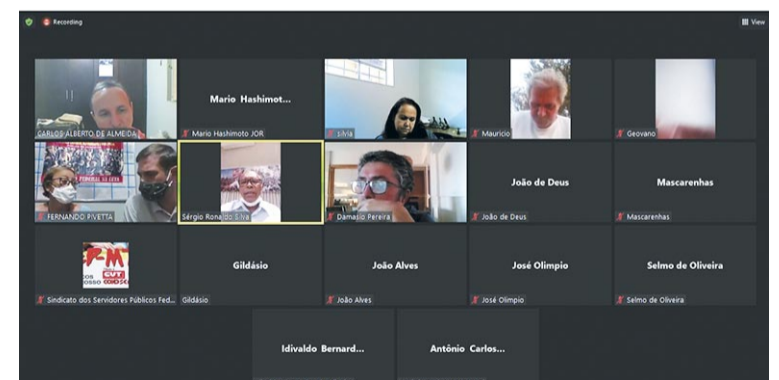 Recording
View
CARLOS ALBERTO DE ALMEIDA
Mario Hashimot...
Mario Hashimoto JOR
silvia
Mauricio
Geovano
FERNANDO PIVETTA
Sérgio Ronaldo Silva
Damasio Pereira
João de Deus
João de Deus
Mascarenhas
Mascarenhas
CUT
Sindicato dos Servidores Públicos Fed...
Gildásio
Gildásio
João Alves
João Alves
José Olimpio
José Olimpio
Selmo de Oliveira
Selmo de Oliveira
Idivaldo Bernard...
Antônio Carlos...